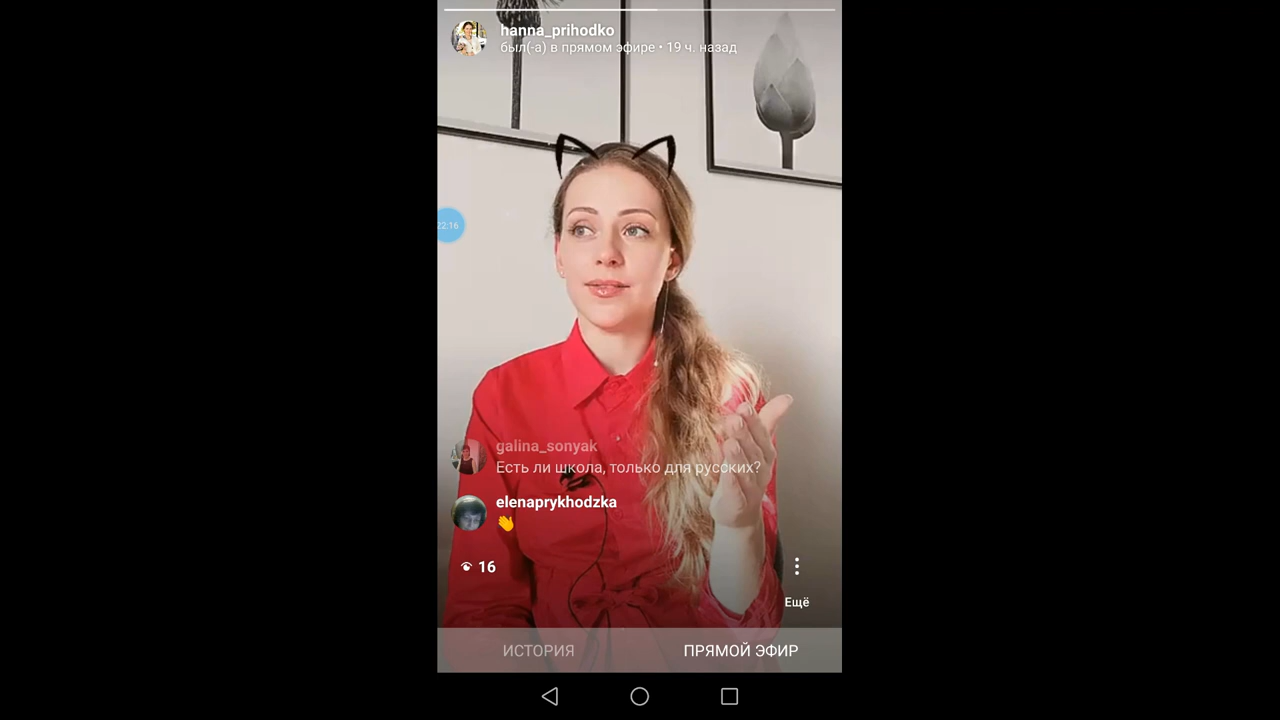 hanna_prihodko
был(-а) в прямом эфире • 19 ч. назад
22:16
galina_sonyak
Есть ли школа, только для русских?
elenaprykhodzka
👋
16
Ещё
ИСТОРИЯ
ПРЯМОЙ ЭФИР